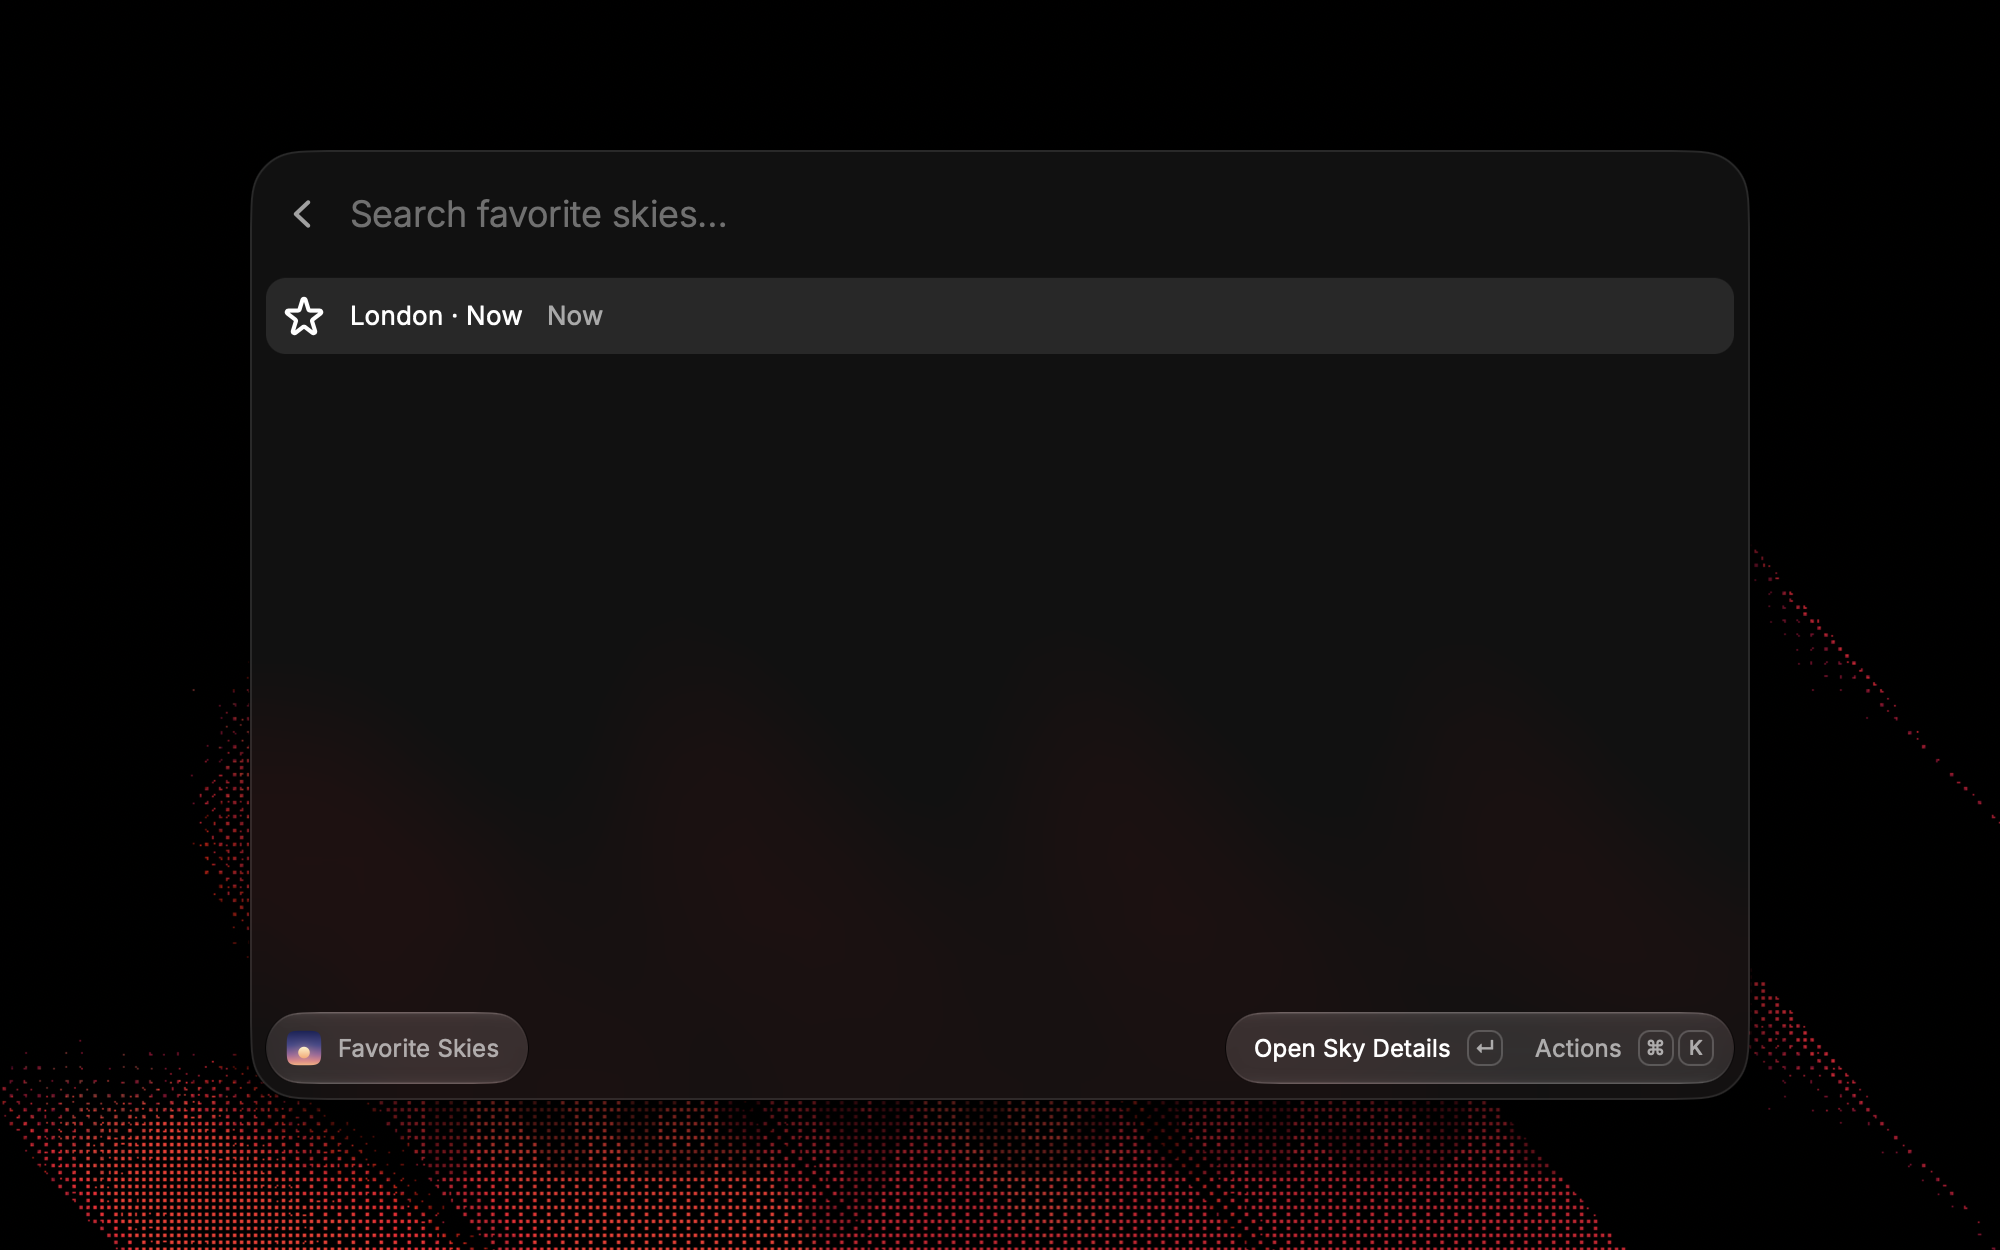 Search favorite skies...
London · Now Now
Favorite Skies
Open Sky Details ↵ Actions ⌘ K